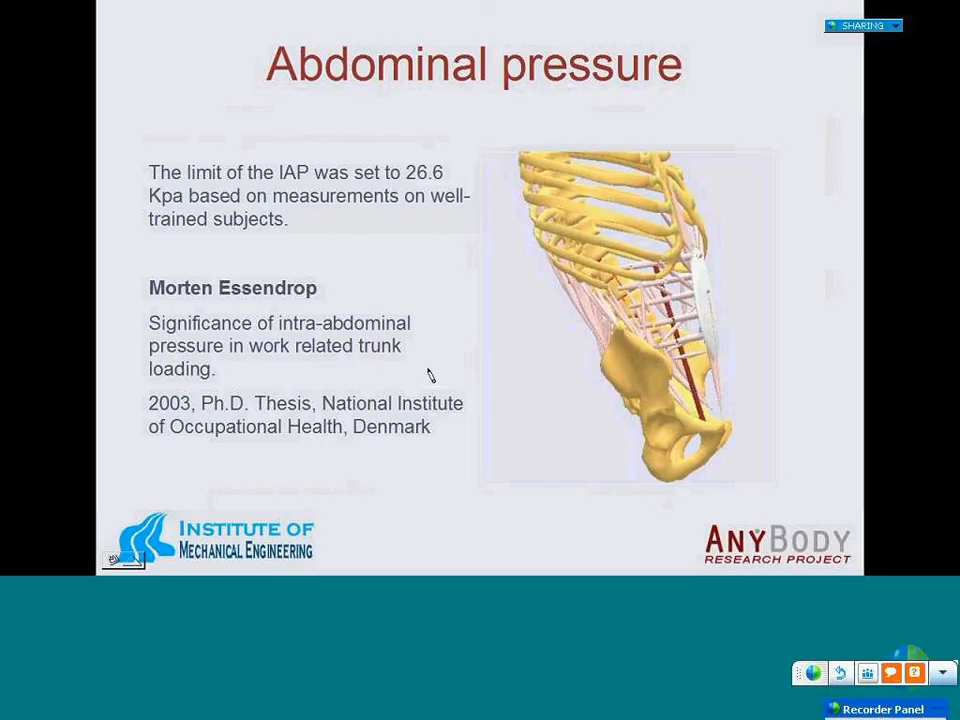 SHARING
Abdominal pressure
The limit of the IAP was set to 26.6
Kpa based on measurements on well-
trained subjects.
Morten Essendrop
Significance of intra-abdominal
pressure in work related trunk
loading.
2003, Ph.D. Thesis, National Institute
of Occupational Health, Denmark
INSTITUTE OF
MECHANICAL ENGINEERING
ANYBODY
RESEARCH PROJECT
?
Recorder Panel